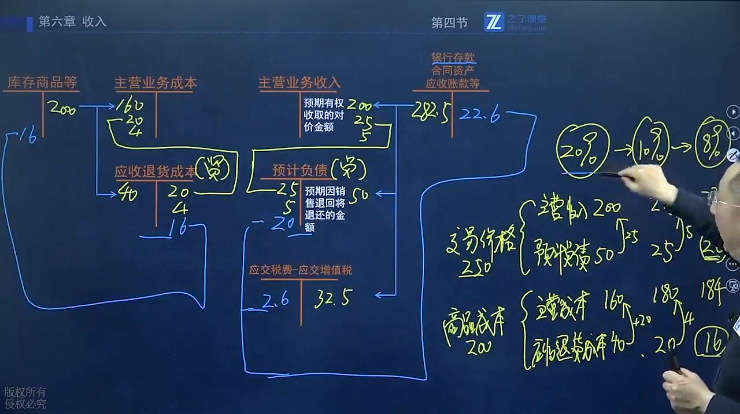 第六章 收入
第四节
之了课堂
银行存款
合同资产
应收账款等
库存商品等
主营业务成本
主营业务收入
200
160
20
4
预期有权
收取的对
价金额
200
25
5
282.5
22.6
16
20%→10%→8%
应收退货成本(资)
40
20
4
16
预计负债(负)
25
5
20
预期因销
售退回将
退还的金
额
50
应交税费-应交增值税
2.6
32.5
交易价格
250
主营收入 200
预计负债 50
25
25
5
商品成本
200
主营成本 160 180 184
应收退货成本 40 20 16
+20
4
版权所有
侵权必究